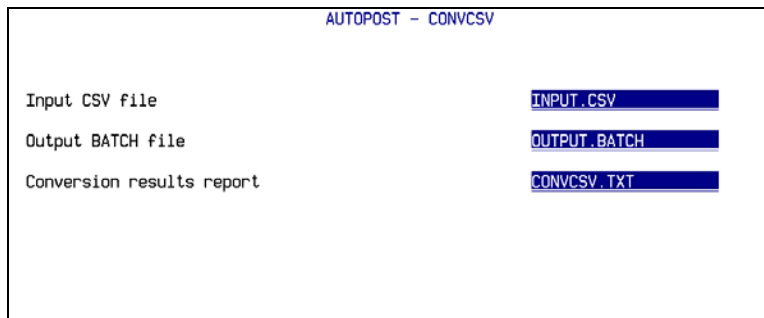 AUTOPOST - CONVCSV
Input CSV file INPUT.CSV
Output BATCH file OUTPUT.BATCH
Conversion results report CONVCSV.TXT